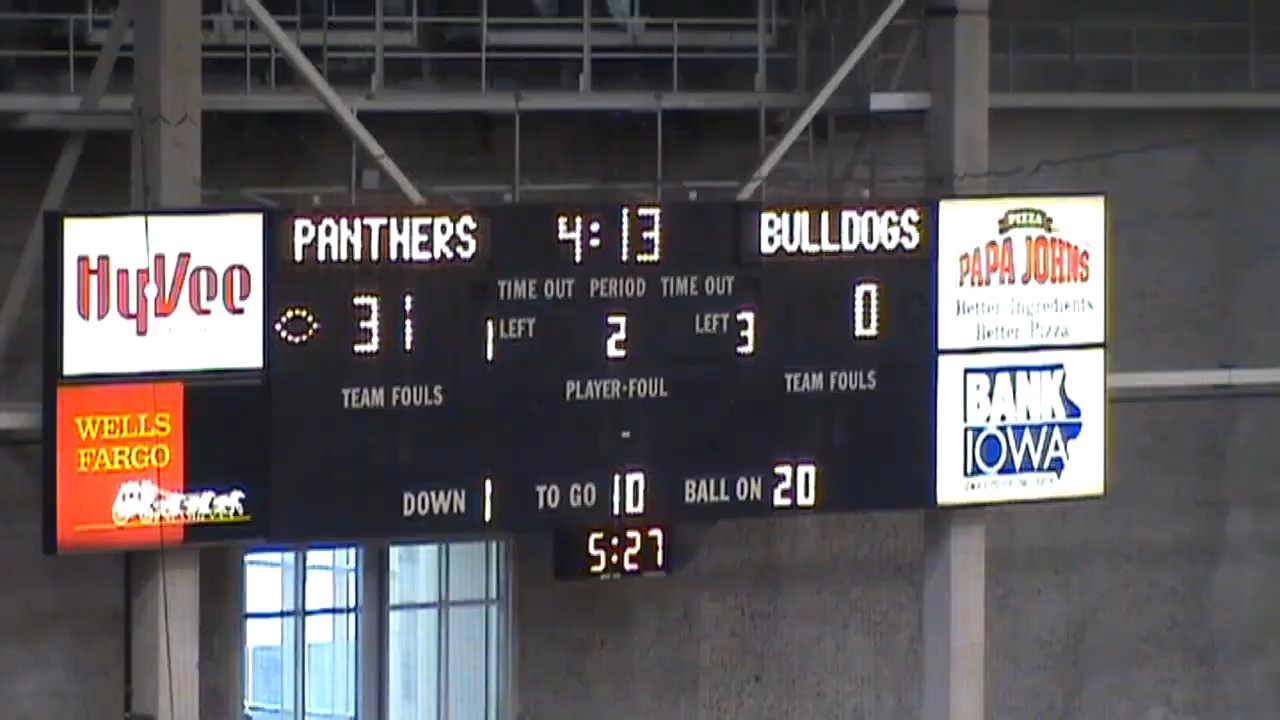 PANTHERS 4:13 BULLDOGS
HyVee
PIZZA
PAPA JOHNS
Better Ingredients
Better Pizza
TIME OUT PERIOD TIME OUT
31 1 LEFT 2 LEFT 3 0
TEAM FOULS PLAYER-FOUL TEAM FOULS
-
WELLS
FARGO
BANK
IOWA
DOWN 1 TO GO 10 BALL ON 20
5:27